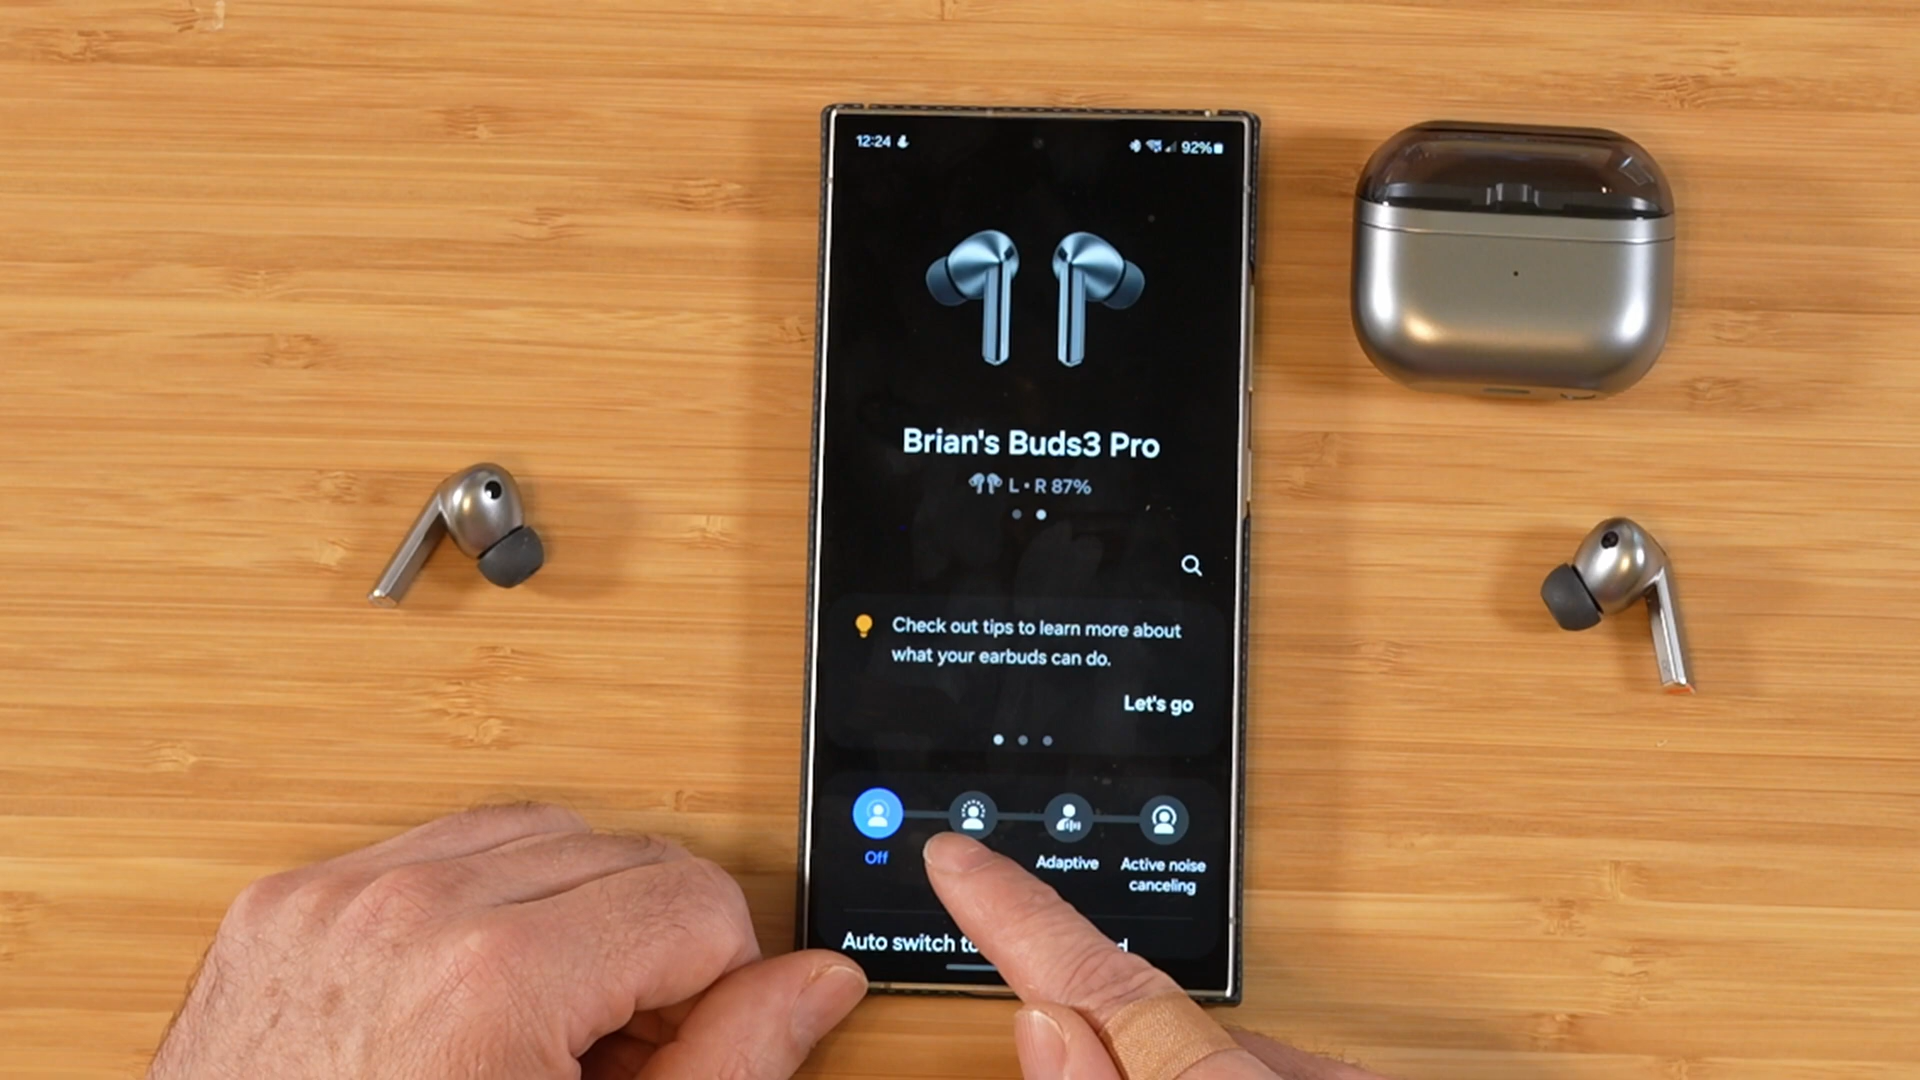 12:24
92%
Brian's Buds3 Pro
L • R 87%
Check out tips to learn more about
what your earbuds can do.
Let's go
Off
Adaptive
Active noise
canceling
Auto switch to